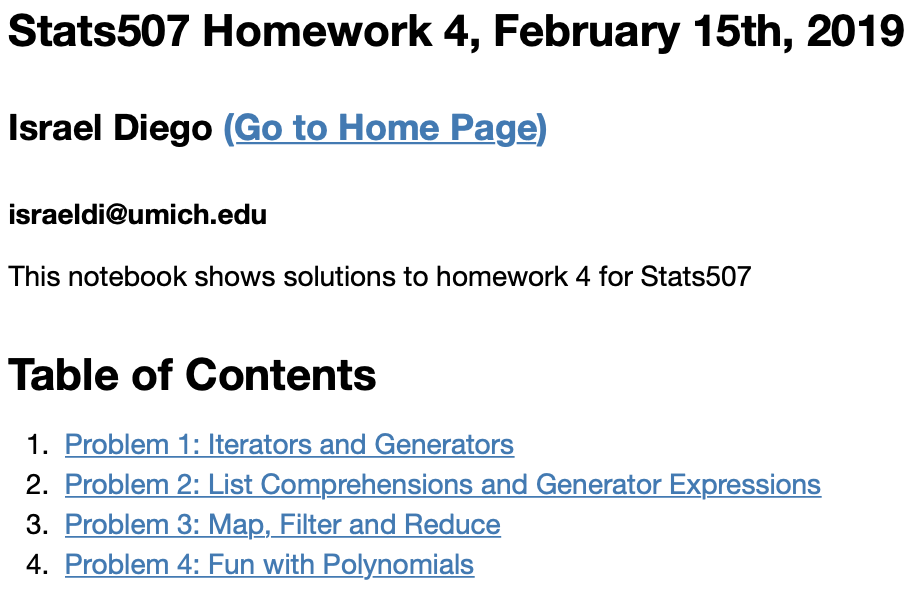 Stats507 Homework 4, February 15th, 2019
Israel Diego (Go to Home Page)
israeldi@umich.edu
This notebook shows solutions to homework 4 for Stats507
Table of Contents
1. Problem 1: Iterators and Generators
2. Problem 2: List Comprehensions and Generator Expressions
3. Problem 3: Map, Filter and Reduce
4. Problem 4: Fun with Polynomials